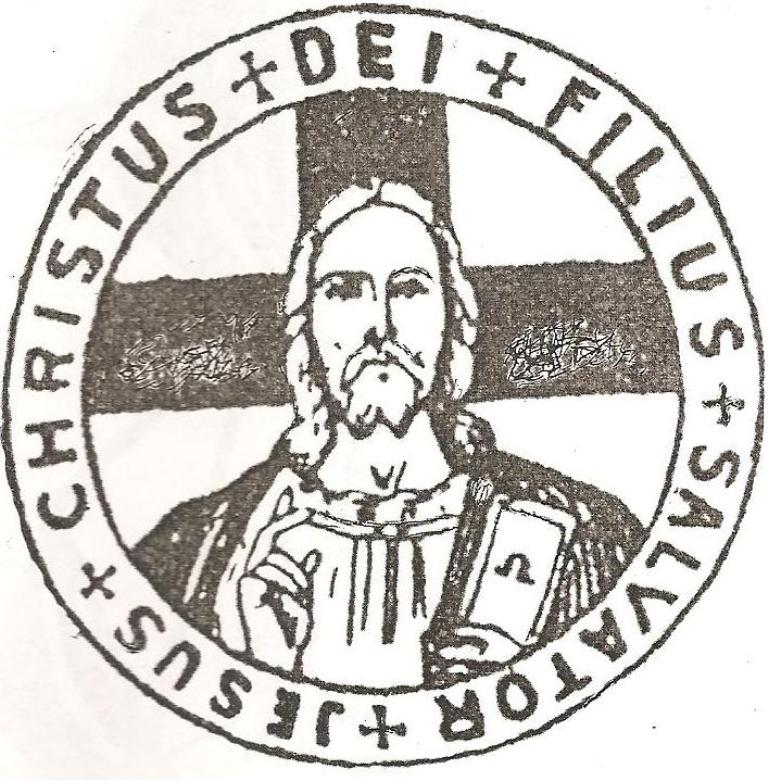 JESUS + CHRISTUS + DEI + FILIUS + SALVATOR +
Ω